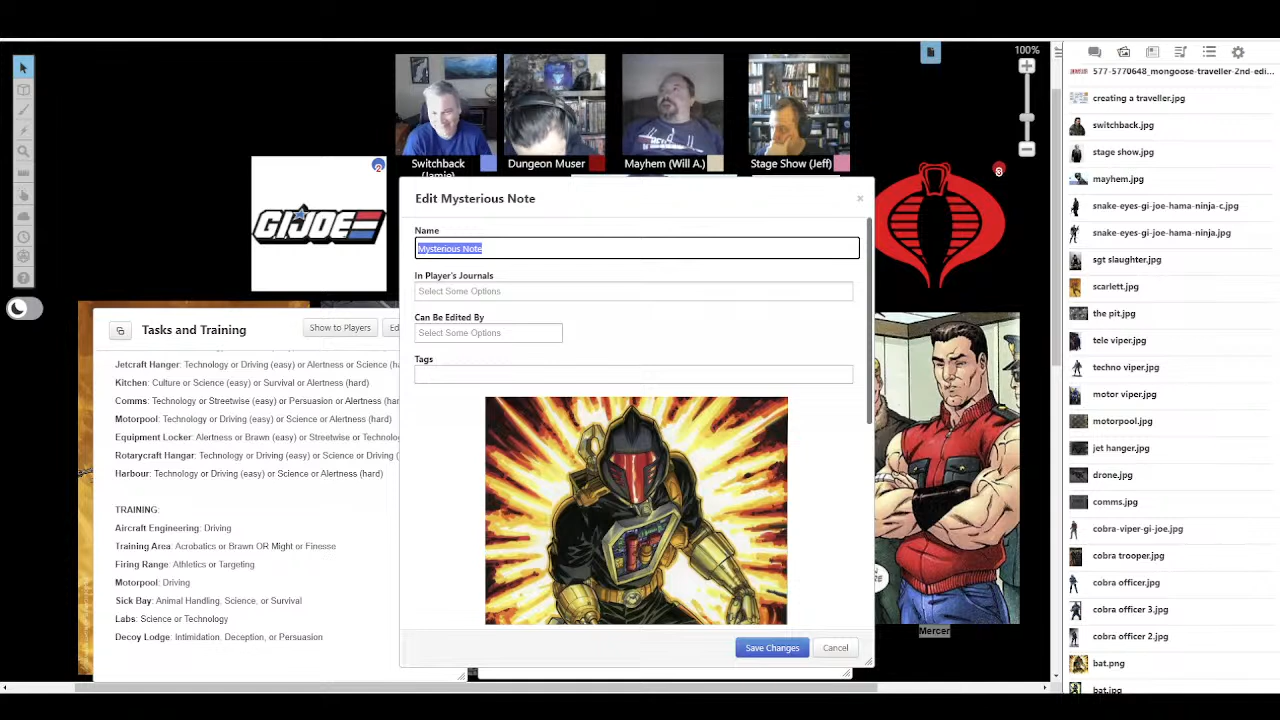 100%
577-5770648_mongoose-traveller-2nd-edi...
creating a traveller.jpg
switchback.jpg
stage show.jpg
mayhem.jpg
snake-eyes-gi-joe-hama-ninja-c.jpg
snake-eyes-gi-joe-hama-ninja.jpg
sgt slaughter.jpg
scarlett.jpg
the pit.jpg
tele viper.jpg
techno viper.jpg
motor viper.jpg
motorpool.jpg
jet hanger.jpg
drone.jpg
comms.jpg
cobra-viper-gi-joe.jpg
cobra trooper.jpg
cobra officer.jpg
cobra officer 3.jpg
cobra officer 2.jpg
bat.png
bat.jpg
Switchback
(Jamie)
Dungeon Muser
Mayhem (Will A.)
Stage Show (Jeff)
2
GI JOE
8
Edit Mysterious Note
×
Name
Mysterious Note
In Player's Journals
Select Some Options
Can Be Edited By
Select Some Options
Tags
Save Changes
Cancel
Tasks and Training
Show to Players
Ed
Jetcraft Hanger: Technology or Driving (easy) or Alertness or Science (ha
Kitchen: Culture or Science (easy) or Survival or Alertness (hard)
Comms: Technology or Streetwise (easy) or Persuasion or Alertness (har
Motorpool: Technology or Driving (easy) or Science or Alertness (hard)
Equipment Locker: Alertness or Brawn (easy) or Streetwise or Technolo
Rotarycraft Hangar: Technology or Driving (easy) or Science or Driving (
Harbour: Technology or Driving (easy) or Science or Alertness (hard)
TRAINING:
Aircraft Engineering: Driving
Training Area: Acrobatics or Brawn OR Might or Finesse
Firing Range: Athletics or Targeting
Motorpool: Driving
Sick Bay: Animal Handling, Science, or Survival
Labs: Science or Technology
Decoy Lodge: Intimidation, Deception, or Persuasion
Mercer